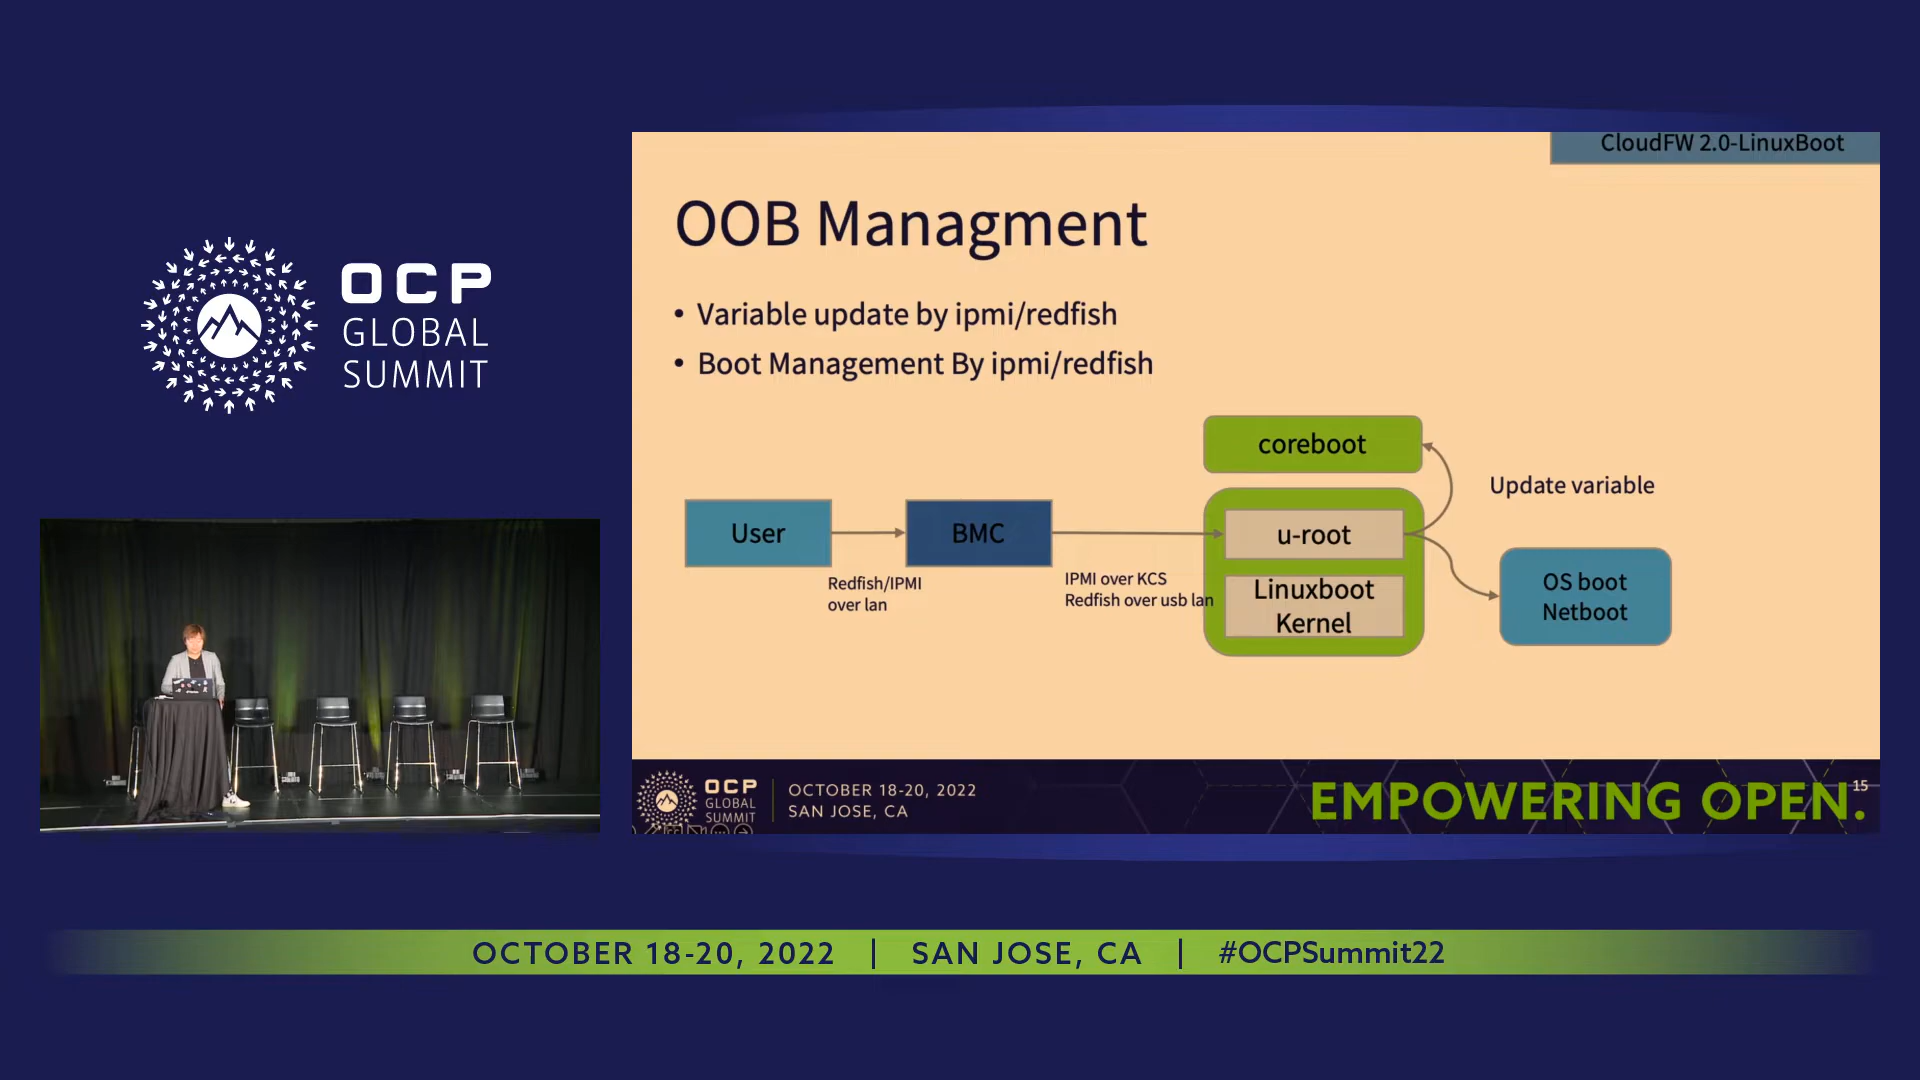 OCP
GLOBAL
SUMMIT
CloudFW 2.0-LinuxBoot
OOB Managment
• Variable update by ipmi/redfish
• Boot Management By ipmi/redfish
coreboot
Update variable
User
BMC
u-root
Redfish/IPMI
over lan
IPMI over KCS
Redfish over usb lan
Linuxboot
Kernel
OS boot
Netboot
OCP
GLOBAL
SUMMIT
OCTOBER 18-20, 2022
SAN JOSE, CA
EMPOWERING OPEN.
15
OCTOBER 18-20, 2022 | SAN JOSE, CA | #OCPSummit22